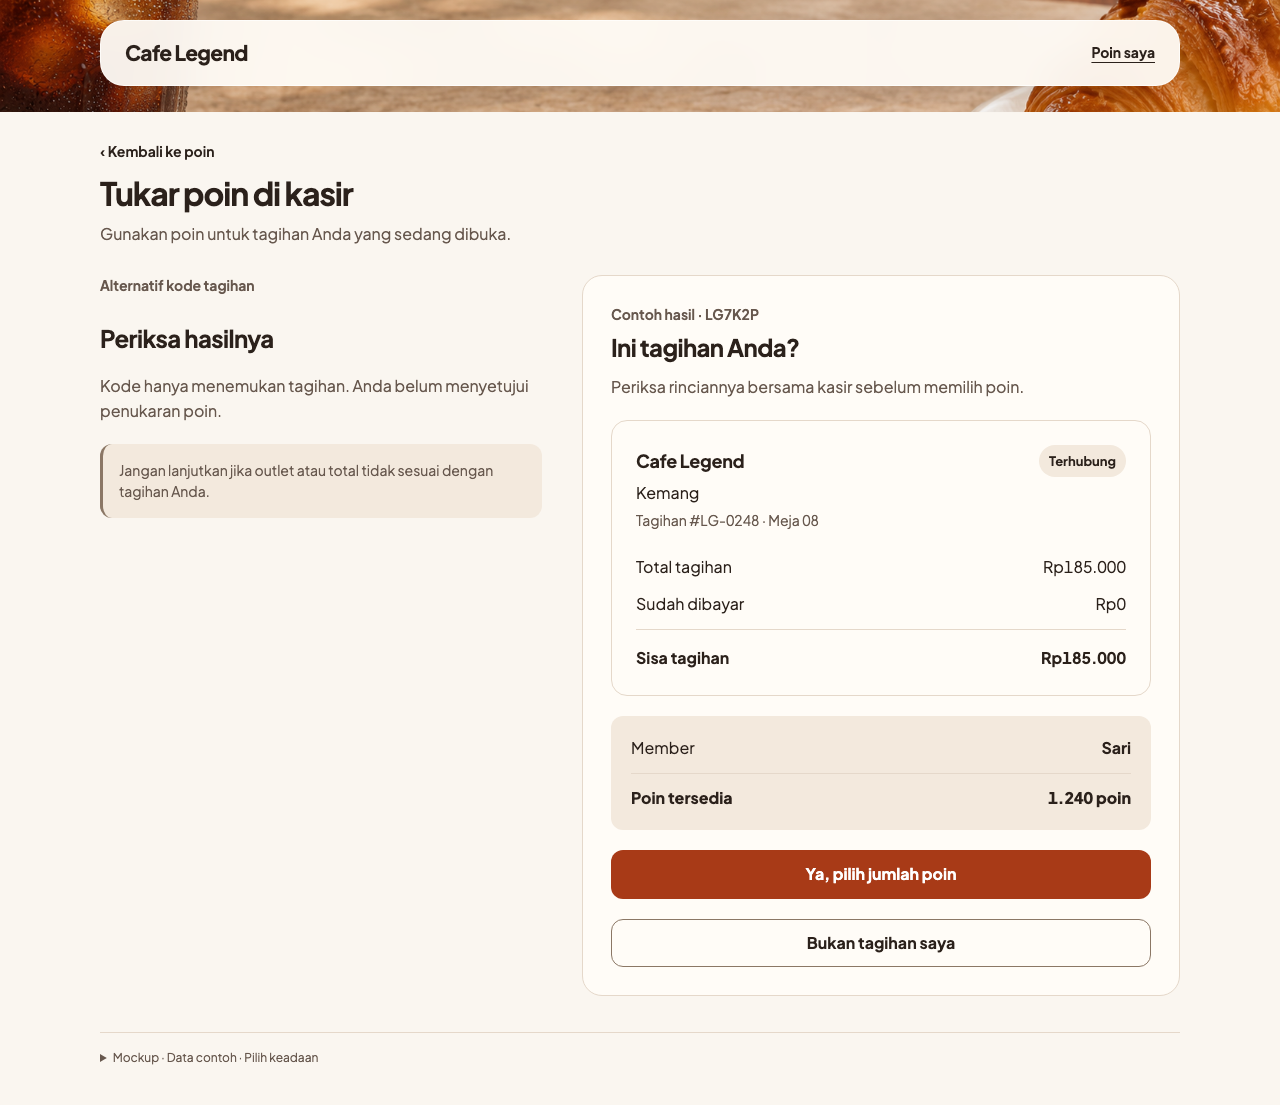 Cafe Legend
Poin saya
‹ Kembali ke poin
Tukar poin di kasir
Gunakan poin untuk tagihan Anda yang sedang dibuka.
Alternatif kode tagihan
Periksa hasilnya
Kode hanya menemukan tagihan. Anda belum menyetujui
penukaran poin.
Jangan lanjutkan jika outlet atau total tidak sesuai dengan
tagihan Anda.
Contoh hasil · LG7K2P
Ini tagihan Anda?
Periksa rinciannya bersama kasir sebelum memilih poin.
Cafe Legend
Terhubung
Kemang
Tagihan #LG-0248 · Meja 08
Total tagihan Rp185.000
Sudah dibayar Rp0
Sisa tagihan Rp185.000
Member Sari
Poin tersedia 1.240 poin
Ya, pilih jumlah poin
Bukan tagihan saya
Mockup · Data contoh · Pilih keadaan